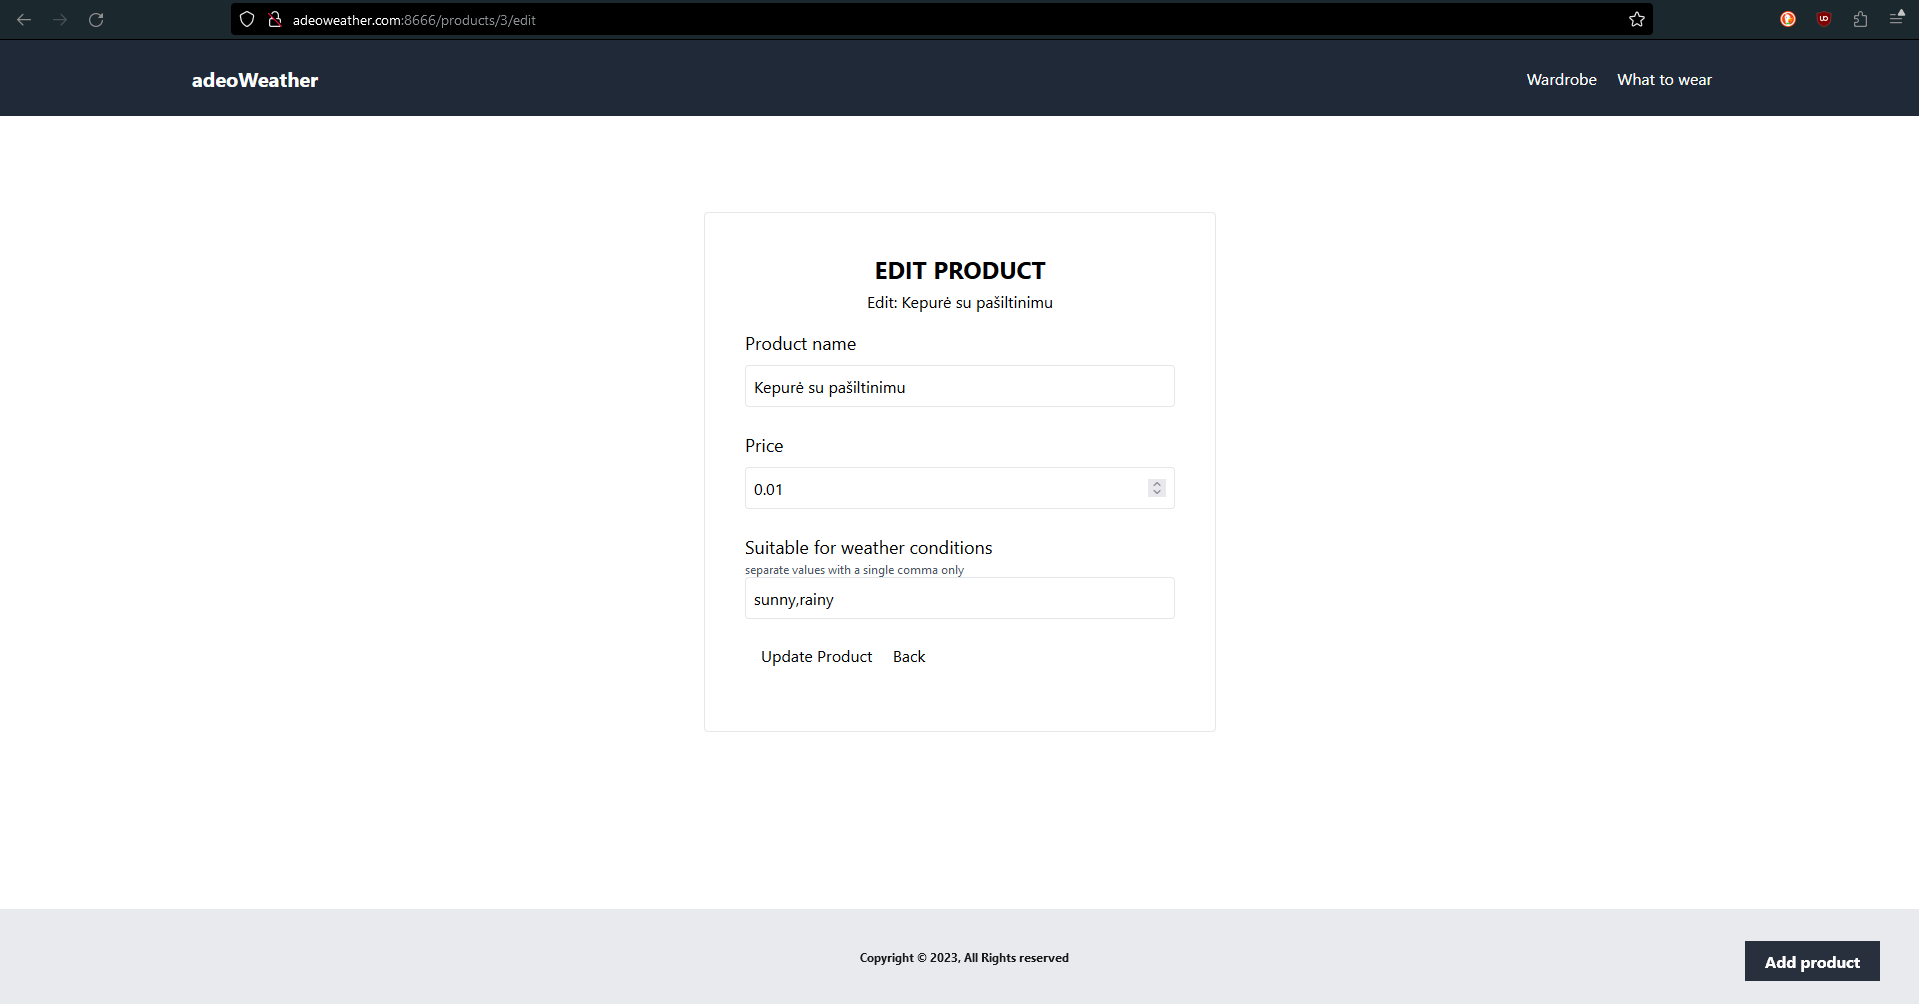 adeoweather.com:8666/products/3/edit
adeoWeather
Wardrobe
What to wear
EDIT PRODUCT
Edit: Kepurė su pašiltinimu
Product name
Kepurė su pašiltinimu
Price
0.01
Suitable for weather conditions
separate values with a single comma only
sunny,rainy
Update Product
Back
Copyright © 2023, All Rights reserved
Add product